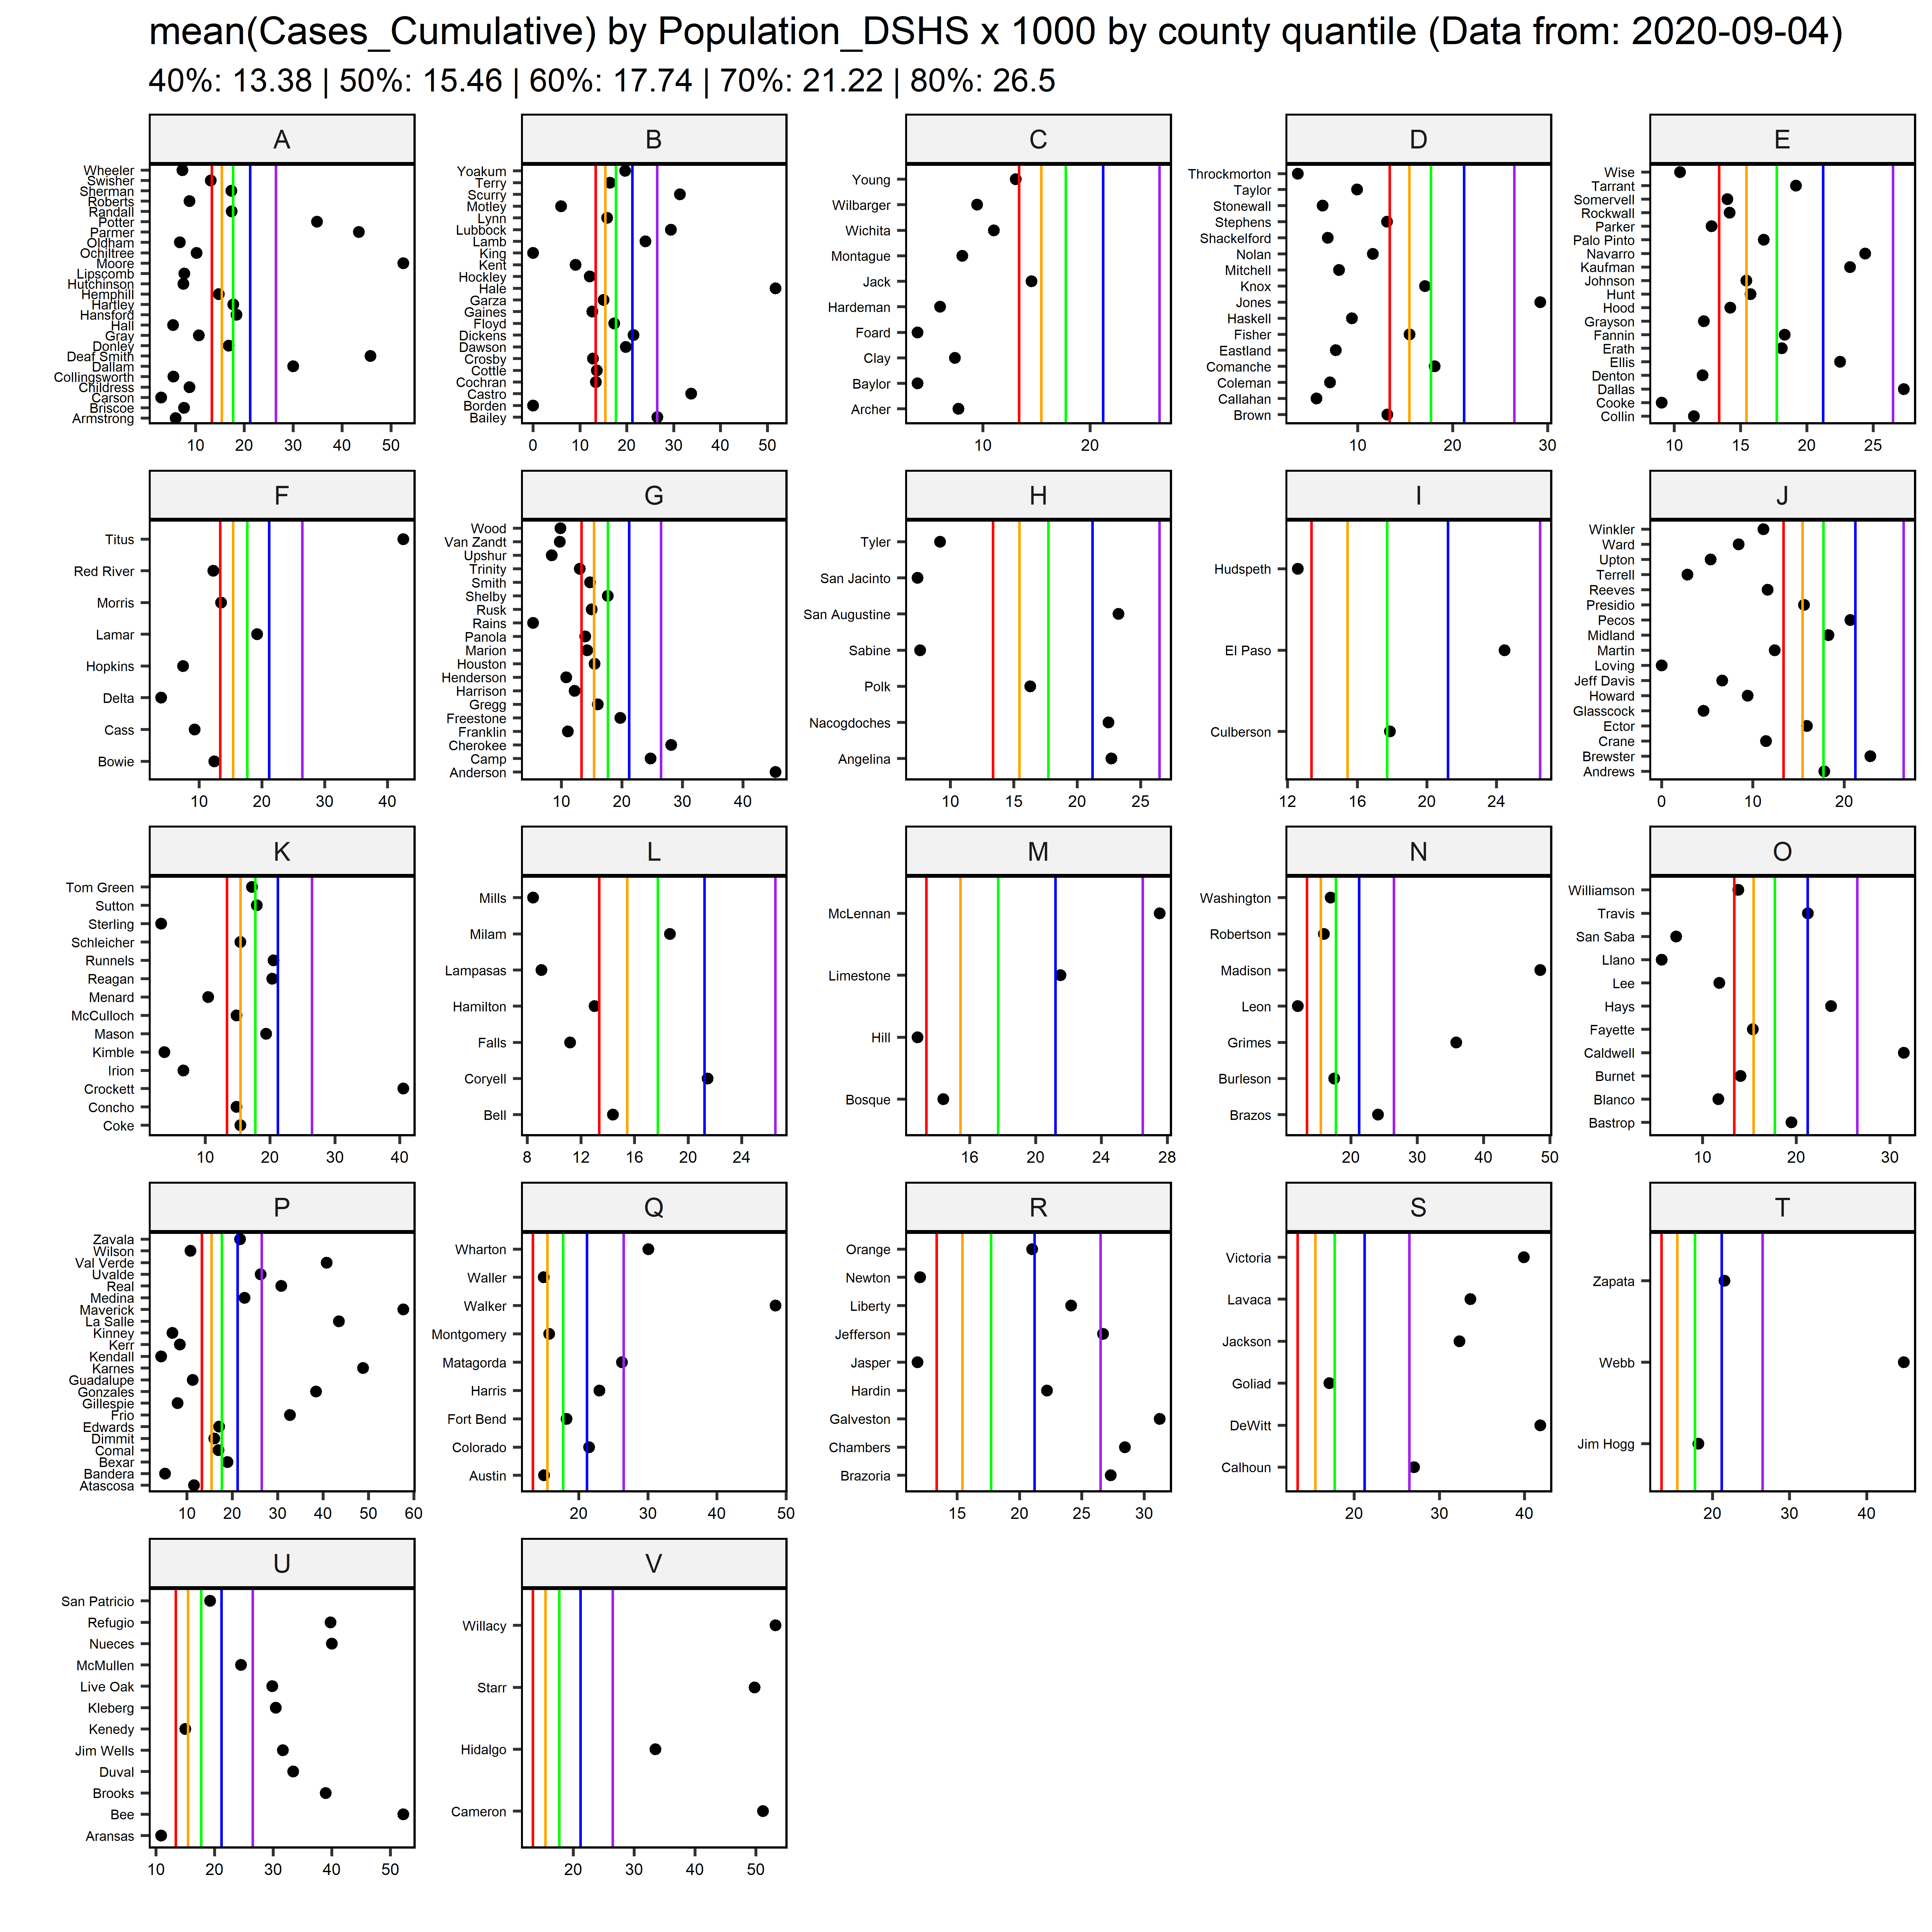 mean(Cases_Cumulative) by Population_DSHS x 1000 by county quantile (Data from: 2020-09-04)
40%: 13.38 | 50%: 15.46 | 60%: 17.74 | 70%: 21.22 | 80%: 26.5
A
Wheeler
Swisher
Sherman
Roberts
Randall
Potter
Parmer
Oldham
Ochiltree
Moore
Lipscomb
Hutchinson
Hemphill
Hartley
Hansford
Hall
Gray
Donley
Deaf Smith
Dallam
Collingsworth
Childress
Carson
Briscoe
Armstrong
10 20 30 40 50
B
Yoakum
Terry
Scurry
Motley
Lynn
Lubbock
Lamb
King
Kent
Hockley
Hale
Garza
Gaines
Floyd
Dickens
Dawson
Crosby
Cottle
Cochran
Castro
Borden
Bailey
0 10 20 30 40 50
C
Young
Wilbarger
Wichita
Montague
Jack
Hardeman
Foard
Clay
Baylor
Archer
10 20
D
Throckmorton
Taylor
Stonewall
Stephens
Shackelford
Nolan
Mitchell
Knox
Jones
Haskell
Fisher
Eastland
Comanche
Coleman
Callahan
Brown
10 20 30
E
Wise
Tarrant
Somervell
Rockwall
Parker
Palo Pinto
Navarro
Kaufman
Johnson
Hunt
Hood
Grayson
Fannin
Erath
Ellis
Denton
Dallas
Cooke
Collin
10 15 20 25
F
Titus
Red River
Morris
Lamar
Hopkins
Delta
Cass
Bowie
10 20 30 40
G
Wood
Van Zandt
Upshur
Trinity
Smith
Shelby
Rusk
Rains
Panola
Marion
Houston
Henderson
Harrison
Gregg
Freestone
Franklin
Cherokee
Camp
Anderson
10 20 30 40
H
Tyler
San Jacinto
San Augustine
Sabine
Polk
Nacogdoches
Angelina
10 15 20 25
I
Hudspeth
El Paso
Culberson
12 16 20 24
J
Winkler
Ward
Upton
Terrell
Reeves
Presidio
Pecos
Midland
Martin
Loving
Jeff Davis
Howard
Glasscock
Ector
Crane
Brewster
Andrews
0 10 20
K
Tom Green
Sutton
Sterling
Schleicher
Runnels
Reagan
Menard
McCulloch
Mason
Kimble
Irion
Crockett
Concho
Coke
10 20 30 40
L
Mills
Milam
Lampasas
Hamilton
Falls
Coryell
Bell
8 12 16 20 24
M
McLennan
Limestone
Hill
Bosque
16 20 24 28
N
Washington
Robertson
Madison
Leon
Grimes
Burleson
Brazos
20 30 40 50
O
Williamson
Travis
San Saba
Llano
Lee
Hays
Fayette
Caldwell
Burnet
Blanco
Bastrop
10 20 30
P
Zavala
Wilson
Val Verde
Uvalde
Real
Medina
Maverick
La Salle
Kinney
Kerr
Kendall
Karnes
Guadalupe
Gonzales
Gillespie
Frio
Edwards
Dimmit
Comal
Bexar
Bandera
Atascosa
10 20 30 40 50 60
Q
Wharton
Waller
Walker
Montgomery
Matagorda
Harris
Fort Bend
Colorado
Austin
20 30 40 50
R
Orange
Newton
Liberty
Jefferson
Jasper
Hardin
Galveston
Chambers
Brazoria
15 20 25 30
S
Victoria
Lavaca
Jackson
Goliad
DeWitt
Calhoun
20 30 40
T
Zapata
Webb
Jim Hogg
20 30 40
U
San Patricio
Refugio
Nueces
McMullen
Live Oak
Kleberg
Kenedy
Jim Wells
Duval
Brooks
Bee
Aransas
10 20 30 40 50
V
Willacy
Starr
Hidalgo
Cameron
20 30 40 50